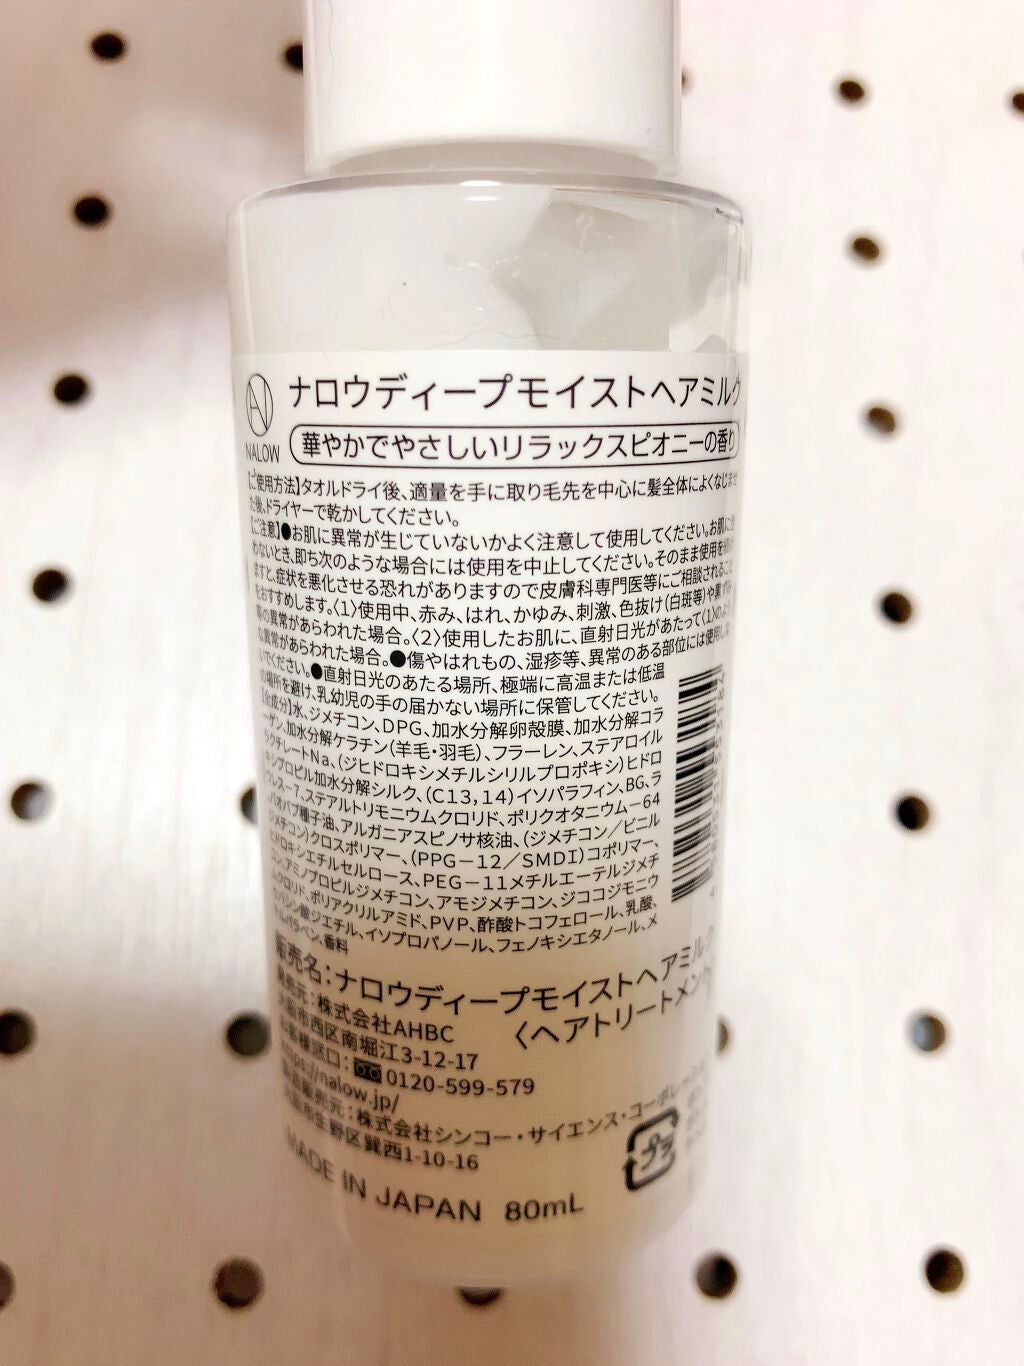 ナロウディープモイストヘアミルク
NALOW
華やかでやさしいリラックスピオニーの香り
【ご使用方法】タオルドライ後、適量を手に取り毛先を中心に髪全体によくなじませ
た後、ドライヤーで乾かしてください。
【ご注意】●お肌に異常が生じていないかよく注意して使用してください。お肌に合
わないとき、即ち次のような場合には使用を中止してください。そのまま使用を続け
ますと、症状を悪化させる恐れがありますので皮膚科専門医等にご相談されること
をおすすめします。〈1〉使用中、赤み、はれ、かゆみ、刺激、色抜け(白斑等)や黒ずみ
等の異常があらわれた場合。〈2〉使用したお肌に、直射日光があたって〈1〉のよう
な異常があらわれた場合。●傷やはれもの、湿疹等、異常のある部位には使用しな
いでください。●直射日光のあたる場所、極端に高温または低温
の場所を避け、乳幼児の手の届かない場所に保管してください。
【全成分】水、ジメチコン、DPG、加水分解卵殻膜、加水分解コラ
ーゲン、加水分解ケラチン(羊毛・羽毛)、フラーレン、ステアロイル
ラクチレートNa、(ジヒドロキシメチルシリルプロポキシ)ヒドロ
キシプロピル加水分解シルク、(C13,14)イソパラフィン、BG、ラ
ウレス-7、ステアルトリモニウムクロリド、ポリクオタニウム-64
、バオバブ種子油、アルガニアスピノサ核油、(ジメチコン/ビニル
ジメチコン)クロスポリマー、(PPG-12/SMDI)コポリマー、
ヒドロキシエチルセルロース、PEG-11メチルエーテルジメチ
コン、アミノプロピルジメチコン、アモジメチコン、ジココジモニウ
ムクロリド、ポリアクリルアミド、PVP、酢酸トコフェロール、乳酸、
セバシン酸ジエチル、イソプロパノール、フェノキシエタノール、メ
チルパラベン、香料
販売名:ナロウディープモイストヘアミルク
〈ヘアトリートメント〉
発売元:株式会社AHBC
大阪市西区南堀江3-12-17
お客様窓口: 0120-599-579
https://nalow.jp/
製造販売元:株式会社シンコー・サイエンス・コーポレーション
大阪市生野区巽西1-10-16
プラ
MADE IN JAPAN 80mL